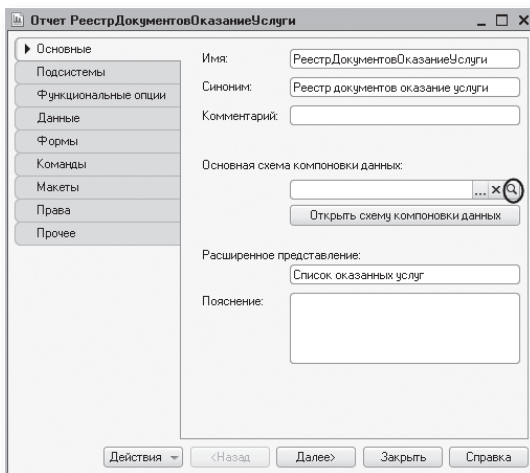 Отчет РеестрДокументовОказаниеУслуги
Основные
Подсистемы
Функциональные опции
Данные
Формы
Команды
Макеты
Права
Прочее
Имя: РеестрДокументовОказаниеУслуги
Синоним: Реестр документов оказание услуги
Комментарий:
Основная схема компоновки данных:
... ×
Открыть схему компоновки данных
Расширенное представление:
Список оказанных услуг
Пояснение:
Действия <Назад Далее> Закрыть Справка